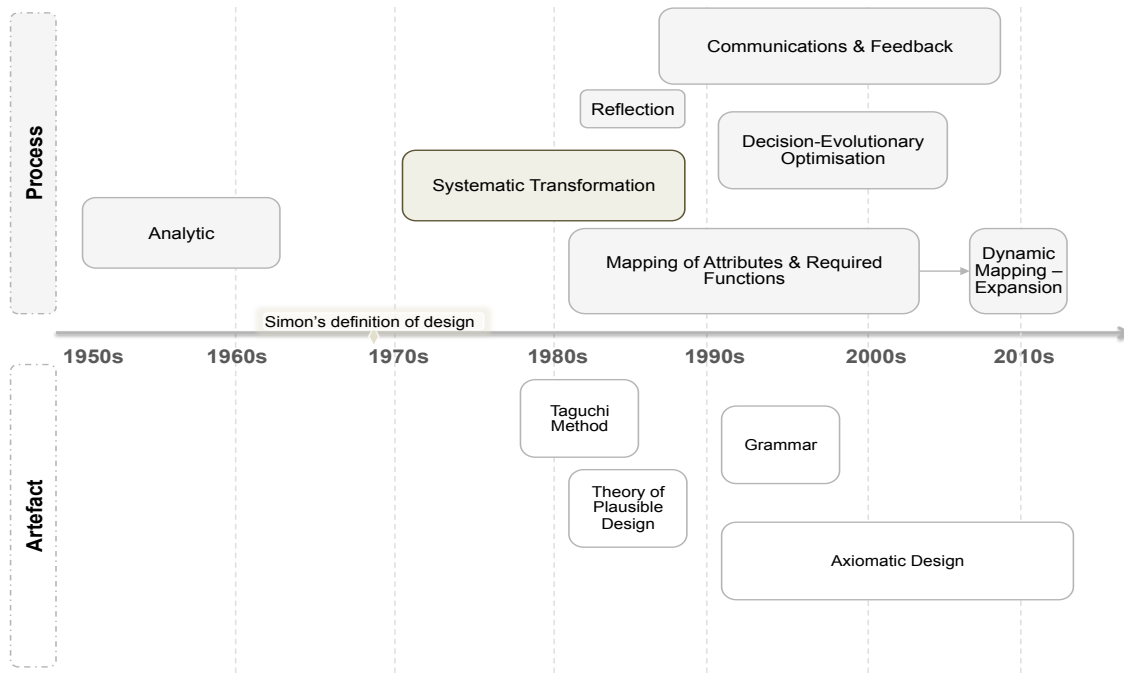 Process
Communications & Feedback
Reflection
Decision-Evolutionary
Optimisation
Systematic Transformation
Analytic
Mapping of Attributes & Required
Functions
Dynamic
Mapping –
Expansion
Simon’s definition of design
1950s 1960s 1970s 1980s 1990s 2000s 2010s
Artefact
Taguchi
Method
Grammar
Theory of
Plausible
Design
Axiomatic Design